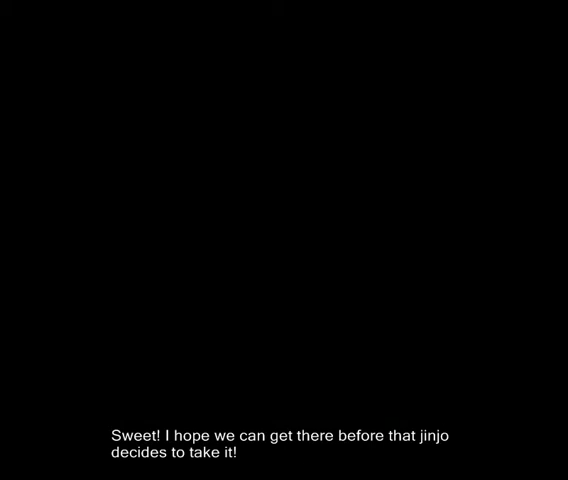 Sweet! I hope we can get there before that jinjo
decides to take it!